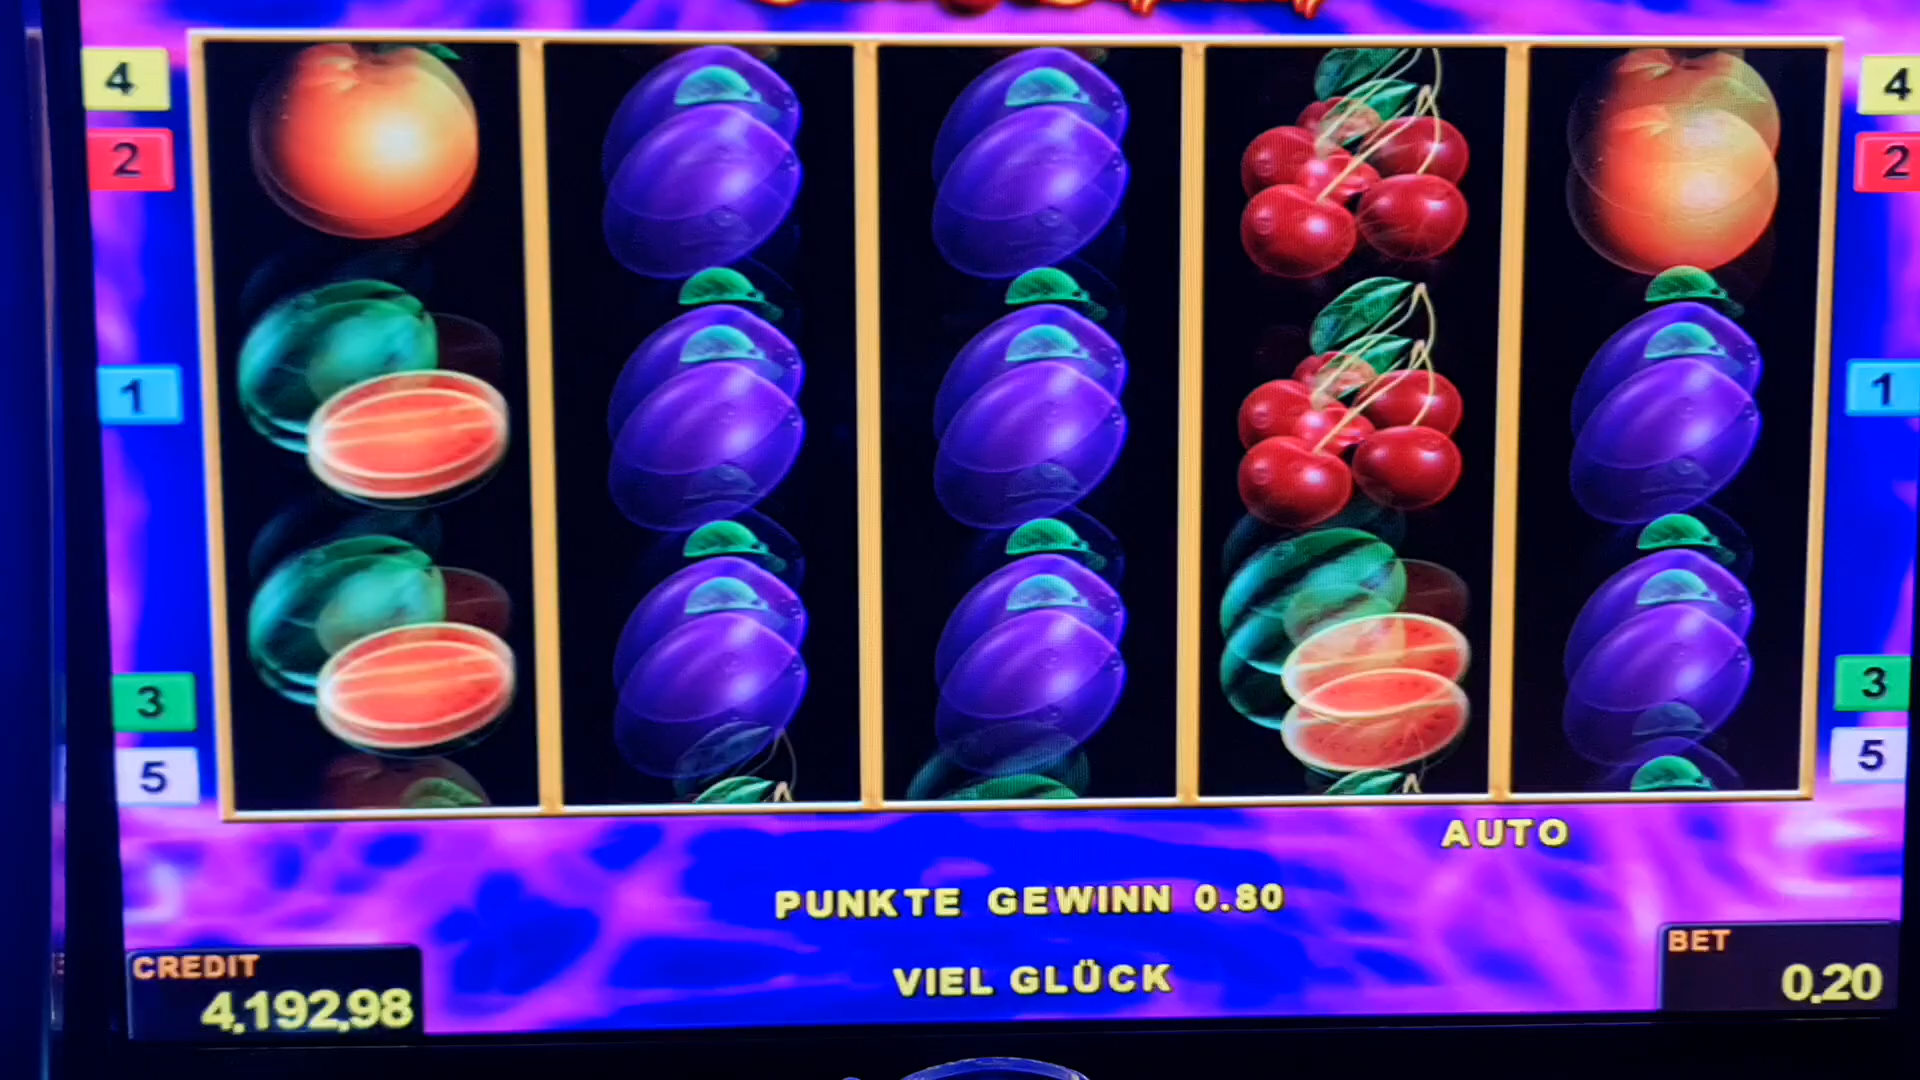 4 4
2 2
1 1
3 3
5 5
AUTO
PUNKTE GEWINN 0.80
CREDIT
4,192,98
VIEL GLÜCK
BET
0,20